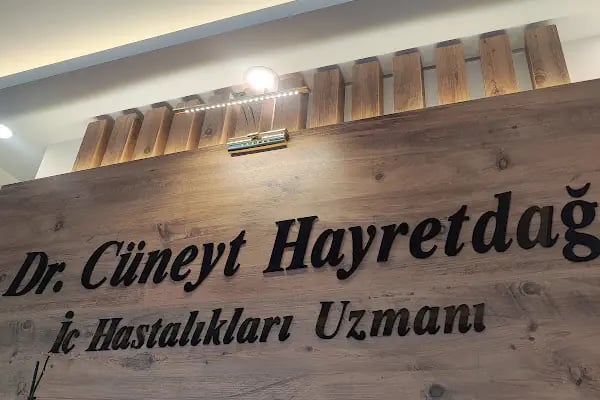 Dr. Cüneyt Hayretdağ
İc Hastalıkları Uzmanı